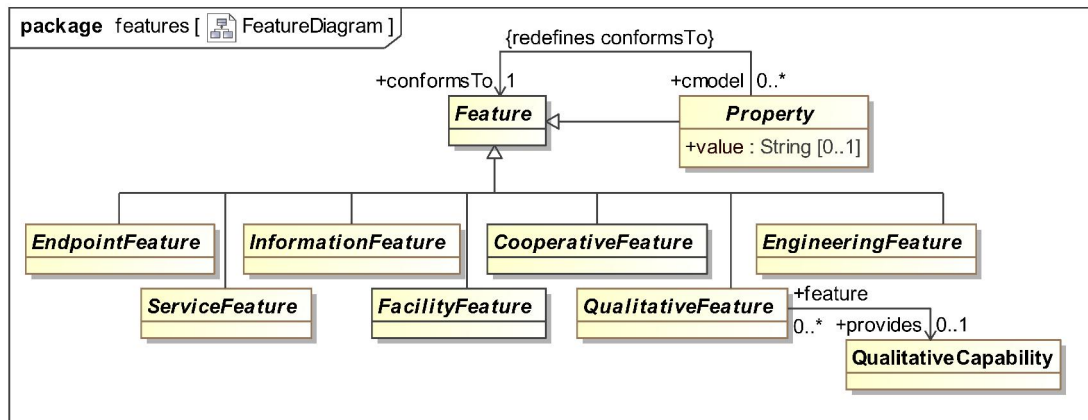 package features [ FeatureDiagram ]
{redefines conformsTo}
+conformsTo 1
+cmodel 0..*
Feature
Property
+value : String [0..1]
EndpointFeature
InformationFeature
CooperativeFeature
EngineeringFeature
ServiceFeature
FacilityFeature
QualitativeFeature
+feature
0..*
+provides 0..1
QualitativeCapability